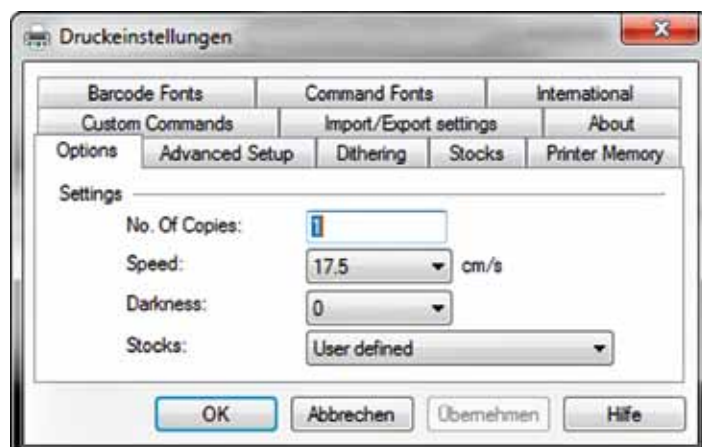 Druckeinstellungen
Barcode Fonts Command Fonts International
Custom Commands Import/Export settings About
Options Advanced Setup Dithering Stocks Printer Memory
Settings
No. Of Copies: 1
Speed: 17.5 cm/s
Darkness: 0
Stocks: User defined
OK Abbrechen Übernehmen Hilfe